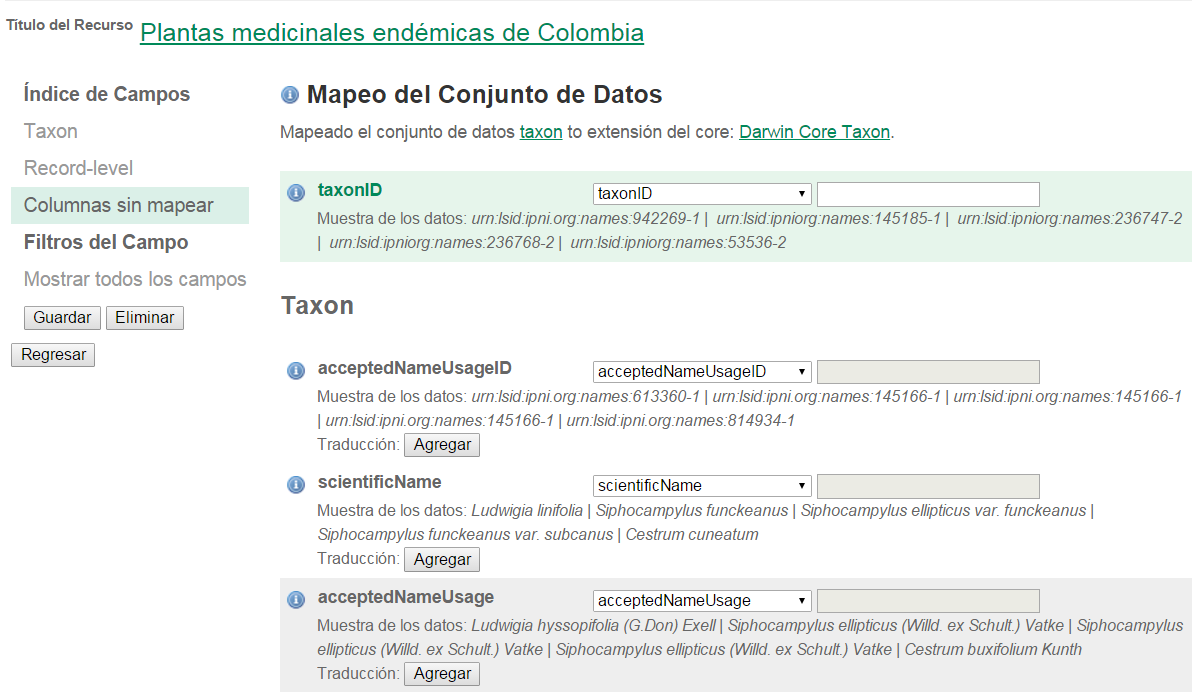 Título del Recurso Plantas medicinales endémicas de Colombia
Índice de Campos
Taxon
Record-level
Columnas sin mapear
Filtros del Campo
Mostrar todos los campos
Guardar Eliminar
Regresar
Mapeo del Conjunto de Datos
Mapeado el conjunto de datos taxon to extensión del core: Darwin Core Taxon.
taxonID taxonID
Muestra de los datos: urn:lsid:ipni.org:names:942269-1 | urn:lsid:ipniorg:names:145185-1 | urn:lsid:ipniorg:names:236747-2
| urn:lsid:ipniorg:names:236768-2 | urn:lsid:ipniorg:names:53536-2
Taxon
acceptedNameUsageID acceptedNameUsageID
Muestra de los datos: urn:lsid:ipni.org:names:613360-1 | urn:lsid:ipni.org:names:145166-1 | urn:lsid:ipni.org:names:145166-1
| urn:lsid:ipni.org:names:145166-1 | urn:lsid:ipni.org:names:814934-1
Traducción: Agregar
scientificName scientificName
Muestra de los datos: Ludwigia linifolia | Siphocampylus funckeanus | Siphocampylus ellipticus var. funckeanus |
Siphocampylus funckeanus var. subcanus | Cestrum cuneatum
Traducción: Agregar
acceptedNameUsage acceptedNameUsage
Muestra de los datos: Ludwigia hyssopifolia (G.Don) Exell | Siphocampylus ellipticus (Willd. ex Schult.) Vatke | Siphocampylus
ellipticus (Willd. ex Schult.) Vatke | Siphocampylus ellipticus (Willd. ex Schult.) Vatke | Cestrum buxifolium Kunth
Traducción: Agregar